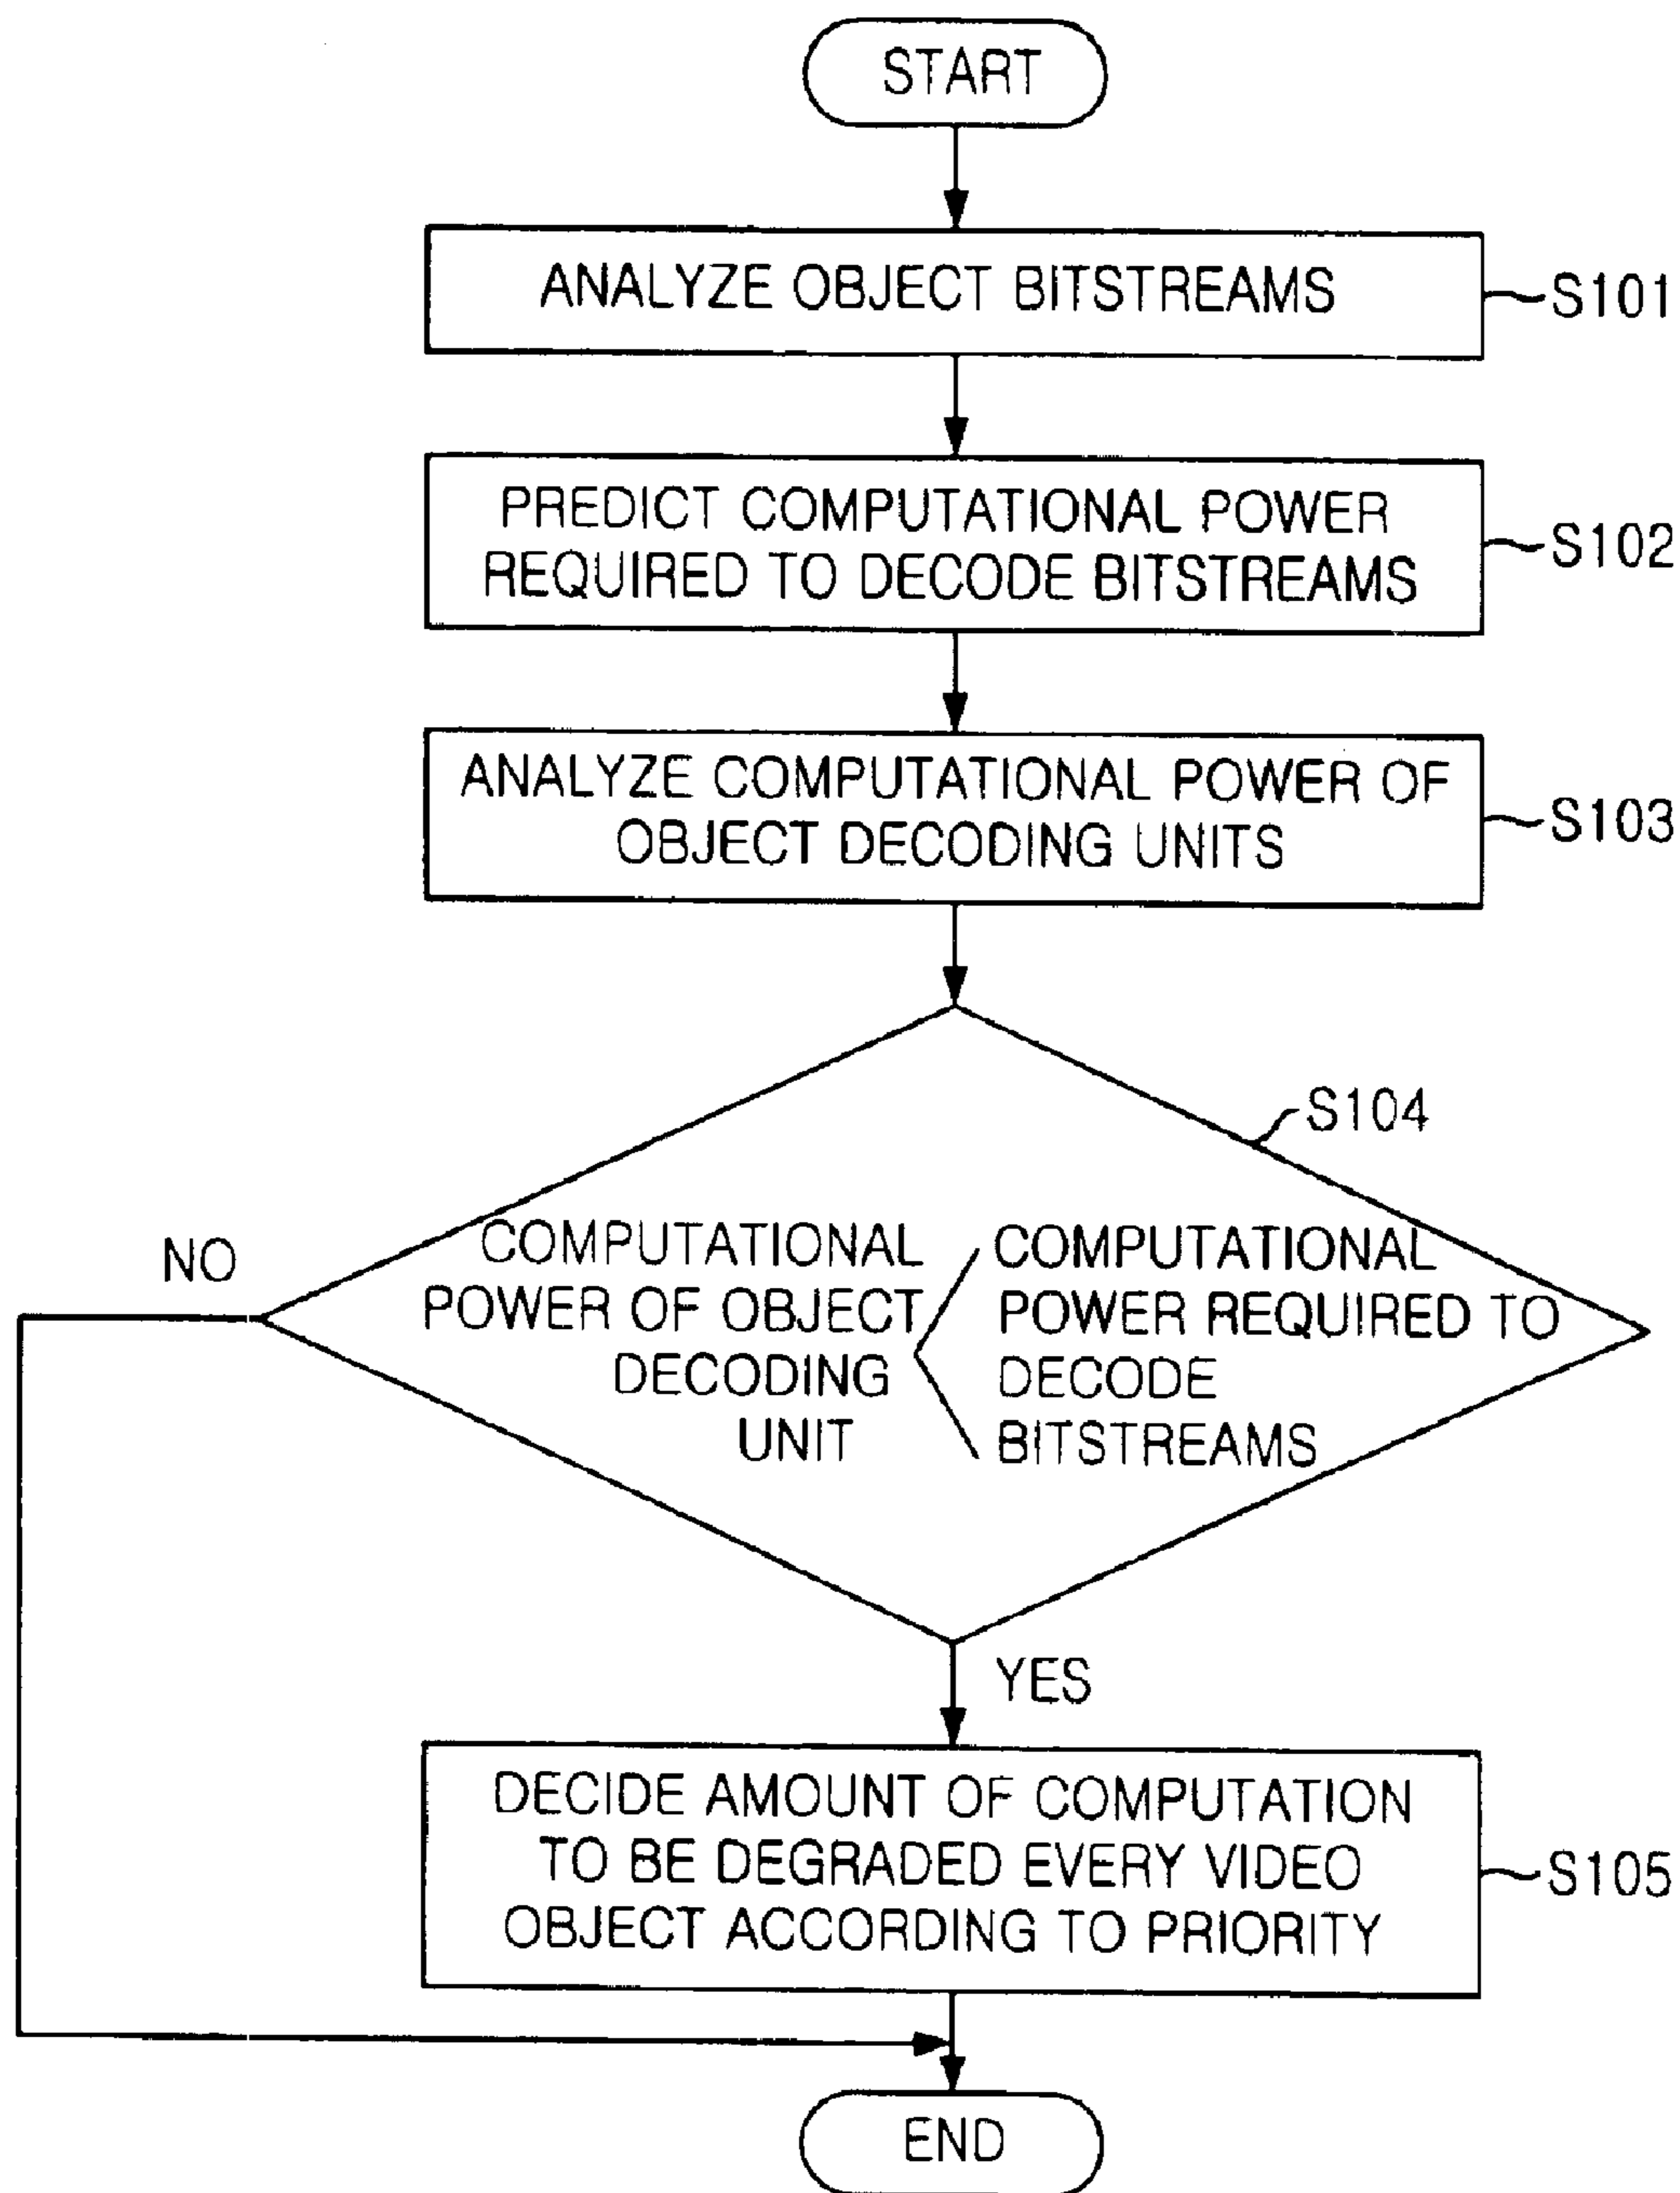 START
ANALYZE OBJECT BITSTREAMS
S101
PREDICT COMPUTATIONAL POWER
REQUIRED TO DECODE BITSTREAMS
S102
ANALYZE COMPUTATIONAL POWER OF
OBJECT DECODING UNITS
S103
S104
NO
COMPUTATIONAL
POWER OF OBJECT
DECODING
UNIT
<
COMPUTATIONAL
POWER REQUIRED TO
DECODE
BITSTREAMS
YES
DECIDE AMOUNT OF COMPUTATION
TO BE DEGRADED EVERY VIDEO
OBJECT ACCORDING TO PRIORITY
S105
END